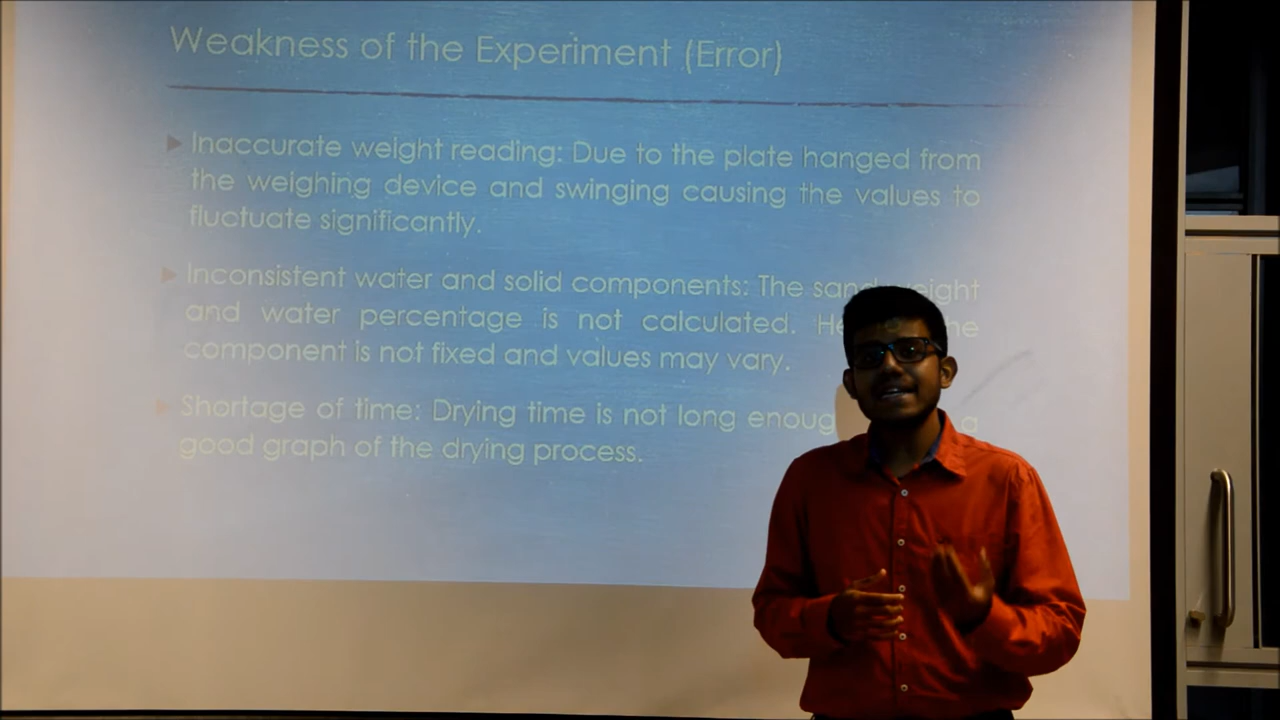 Weakness of the Experiment (Error)
Inaccurate weight reading: Due to the plate hanged from
the weighing device and swinging causing the values to
fluctuate significantly.
Inconsistent water and solid components: The sand weight
and water percentage is not calculated.
component is not fixed and values may vary.
Shortage of time: Drying time is not long a
good graph of the drying process.